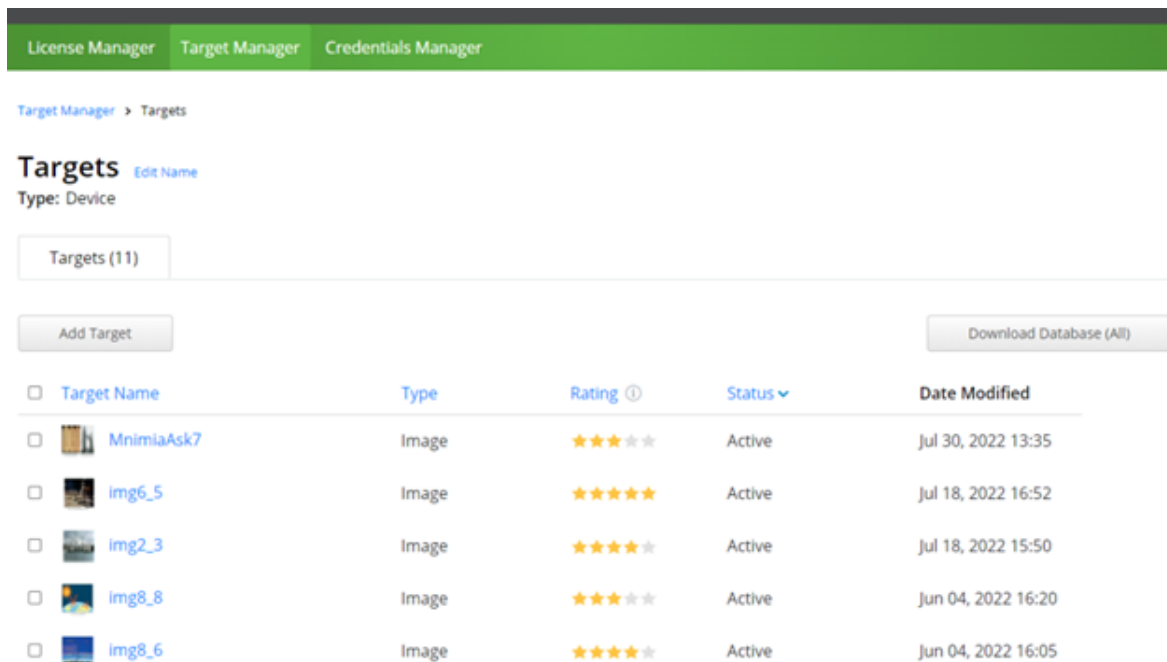 License Manager Target Manager Credentials Manager
Target Manager > Targets
Targets Edit Name
Type: Device
Targets (11)
Add Target Download Database (All)
Target Name Type Rating Status Date Modified
MnimiaAsk7 Image Active Jul 30, 2022 13:35
img6_5 Image Active Jul 18, 2022 16:52
img2_3 Image Active Jul 18, 2022 15:50
img8_8 Image Active Jun 04, 2022 16:20
img8_6 Image Active Jun 04, 2022 16:05